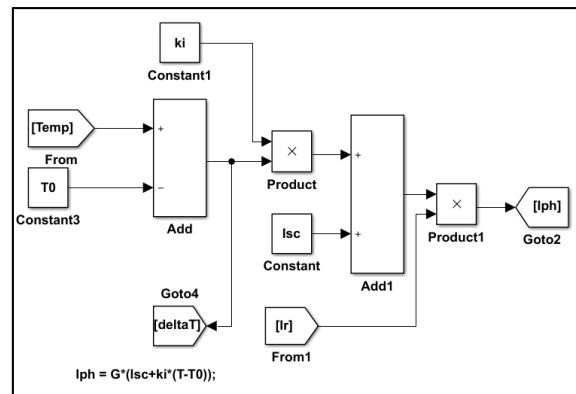 ki
Constant1
[Temp]
From
+
−
Add
T0
Constant3
×
Product
+
+
Add1
Isc
Constant
×
Product1
[Iph]
Goto2
Goto4
[deltaT]
[Ir]
From1
Iph = G*(Isc+ki*(T-T0));